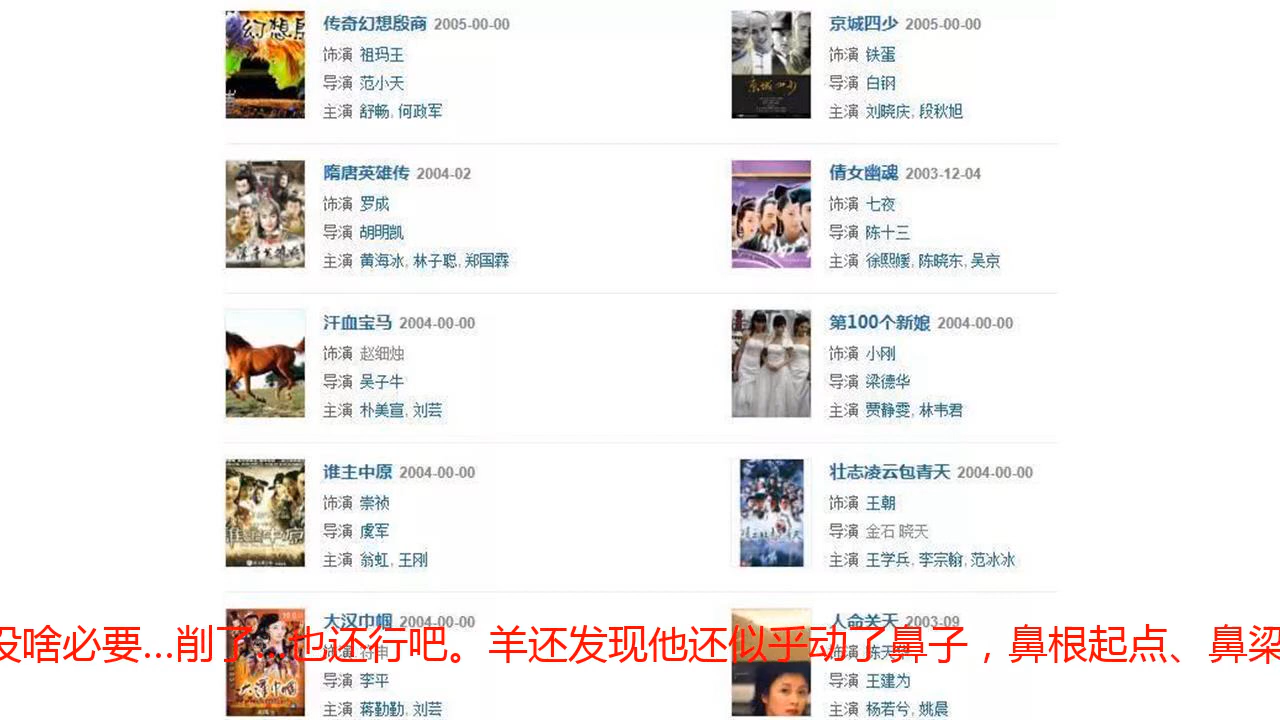 传奇幻想殷商 2005-00-00
饰演 祖玛王
导演 范小天
主演 舒畅, 何政军
京城四少 2005-00-00
饰演 铁蛋
导演 白钢
主演 刘晓庆, 段秋旭
隋唐英雄传 2004-02
饰演 罗成
导演 胡明凯
主演 黄海冰, 林子聪, 郑国霖
倩女幽魂 2003-12-04
饰演 七夜
导演 陈十三
主演 徐熙媛, 陈晓东, 吴京
汗血宝马 2004-00-00
饰演 赵细烛
导演 吴子牛
主演 朴美宣, 刘芸
第100个新娘 2004-00-00
饰演 小刚
导演 梁德华
主演 贾静雯, 林韦君
谁主中原 2004-00-00
饰演 崇祯
导演 虞军
主演 翁虹, 王刚
壮志凌云包青天 2004-00-00
饰演 王朝
导演 金石 晓天
主演 王学兵, 李宗翰, 范冰冰
大汉巾帼 2004-00-00
饰演
导演 李平
主演 蒋勤勤, 刘芸
人命关天 2003-09
饰演 陈天
导演 王建为
主演 杨若兮, 姚晨
没啥必要...削了...也还行吧。羊还发现他还似乎动了鼻子，鼻根起点、鼻梁